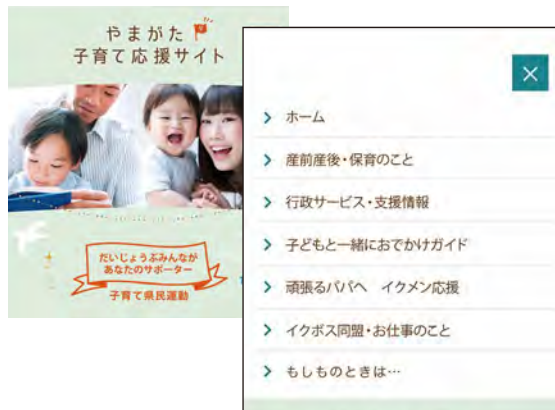 やまがた
子育て応援サイト
だいじょうぶみんなが
あなたのサポーター
子育て県民運動
ホーム
産前産後・保育のこと
行政サービス・支援情報
子どもと一緒におでかけガイド
頑張るパパへ　イクメン応援
イクボス同盟・お仕事のこと
もしものときは…